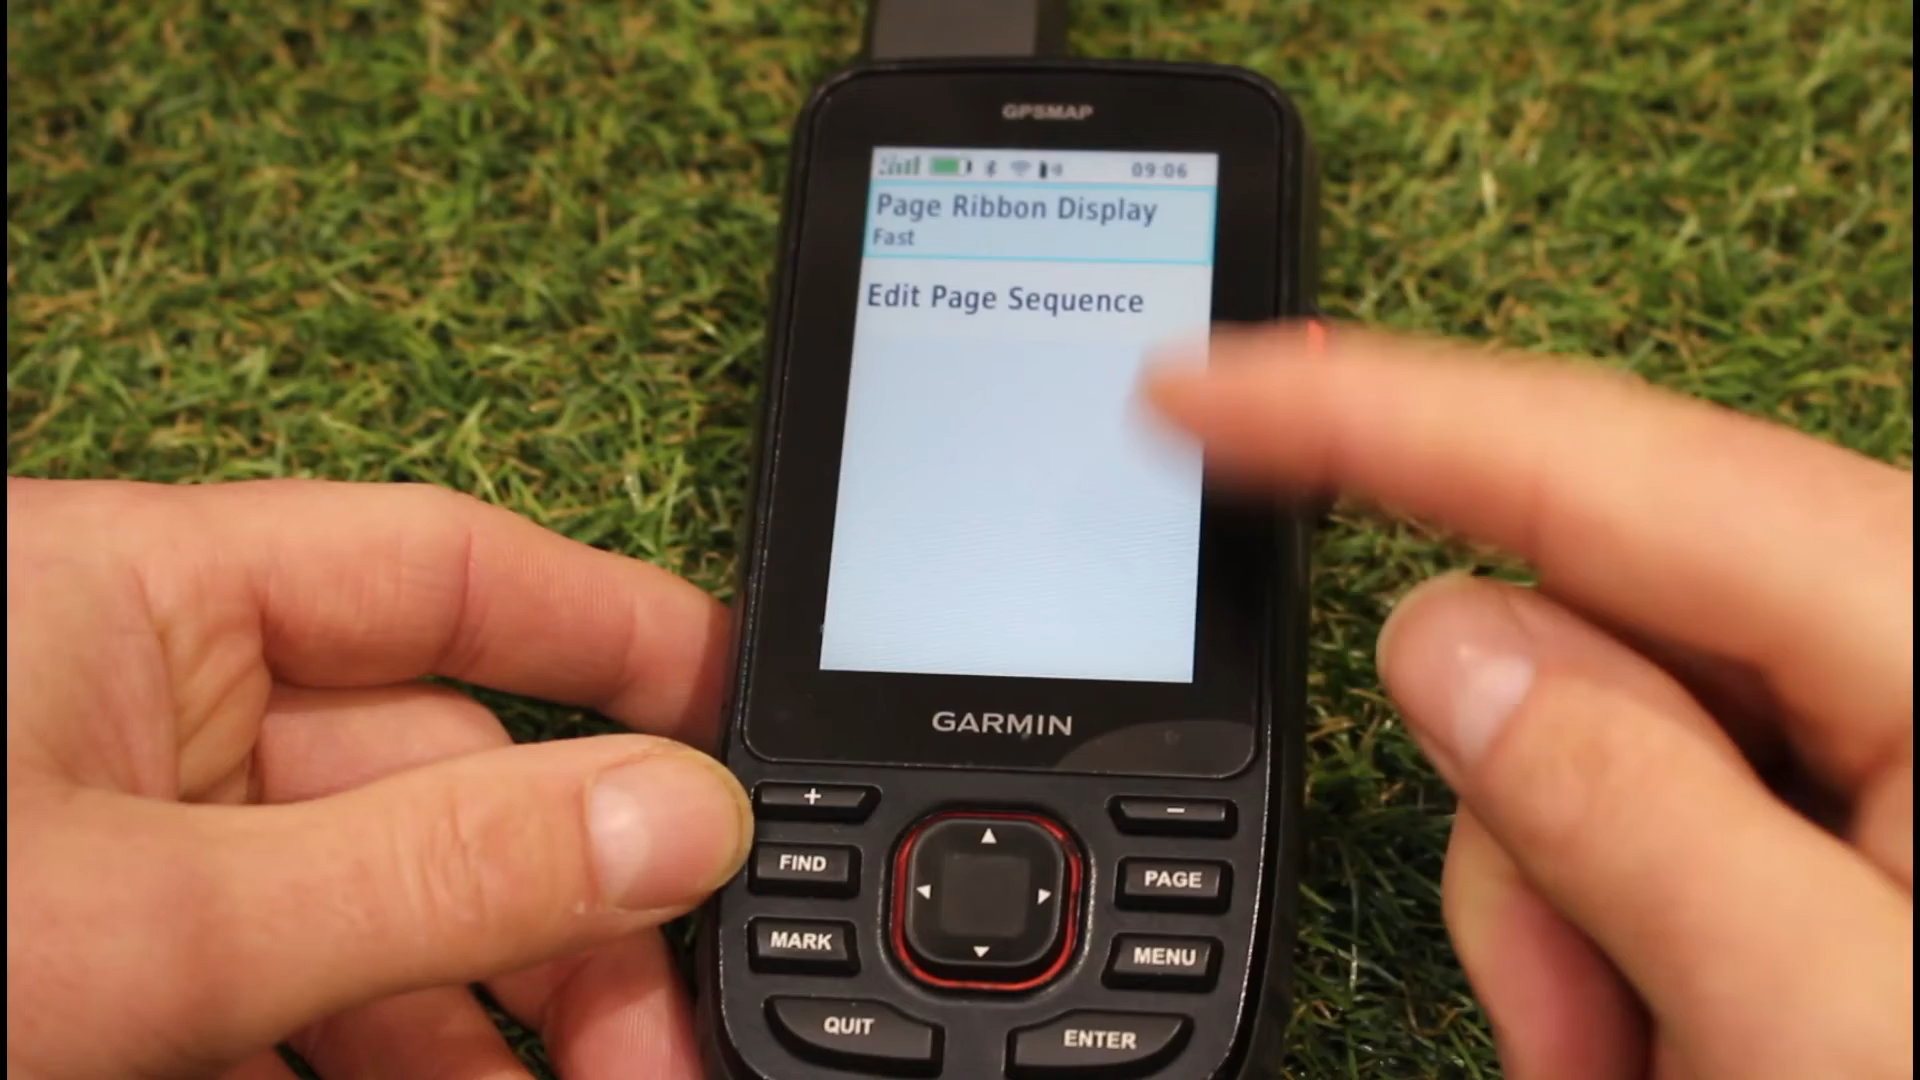 GPSMAP
09:06
Page Ribbon Display
Fast
Edit Page Sequence
GARMIN
+
−
FIND
PAGE
MARK
MENU
QUIT
ENTER